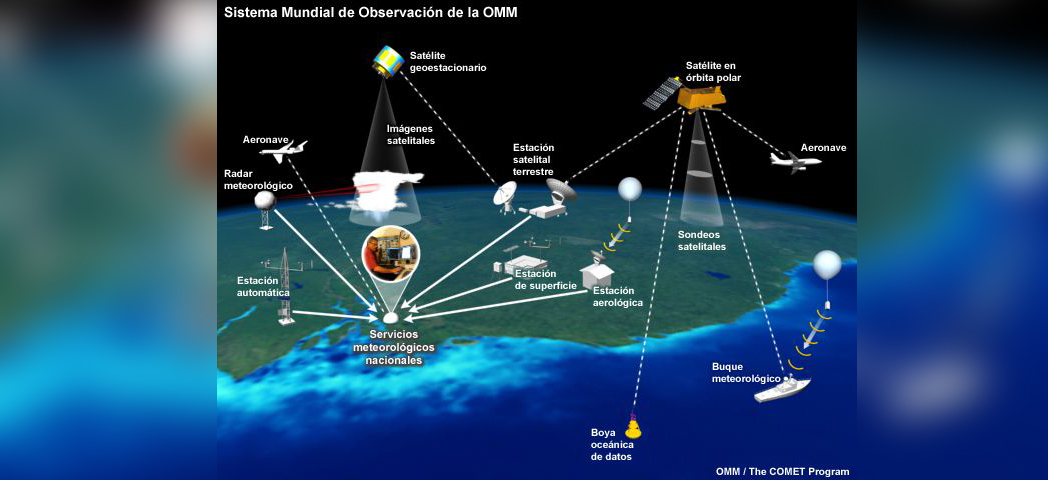 Sistema Mundial de Observación de la OMM
Satélite
geoestacionario
Satélite en
órbita polar
Imágenes
satelitales
Aeronave
Estación
satelital
terrestre
Aeronave
Radar
meteorológico
Sondeos
satelitales
Estación
automática
Estación
de superficie
Estación
aerológica
Servicios
meteorológicos
nacionales
Buque
meteorológico
Boya
oceánica
de datos
OMM / The COMET Program